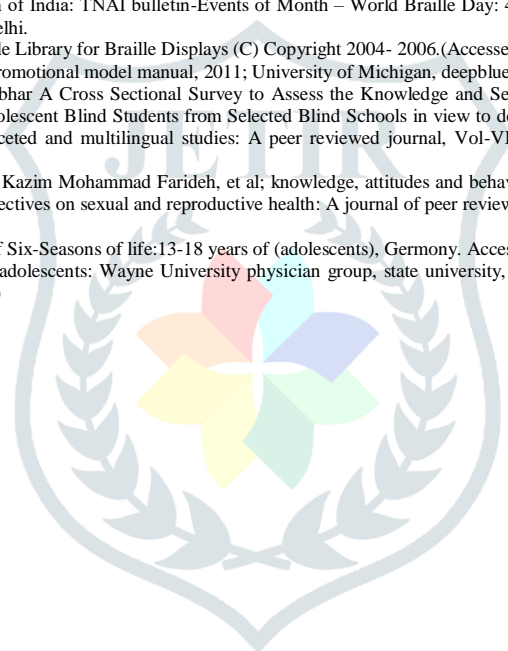 n of India: TNAI bulletin-Events of Month – World Braille Day: 4
elhi.
le Library for Braille Displays (C) Copyright 2004- 2006.(Accesse
romotional model manual, 2011; University of Michigan, deepblue
bhar A Cross Sectional Survey to Assess the Knowledge and Se
olescent Blind Students from Selected Blind Schools in view to de
ceted and multilingual studies: A peer reviewed journal, Vol-VI
Kazim Mohammad Farideh, et al; knowledge, attitudes and behav
ectives on sexual and reproductive health: A journal of peer review
f Six-Seasons of life:13-18 years of (adolescents), Germany. Acces
adolescents: Wayne University physician group, state university,
)
JETIR